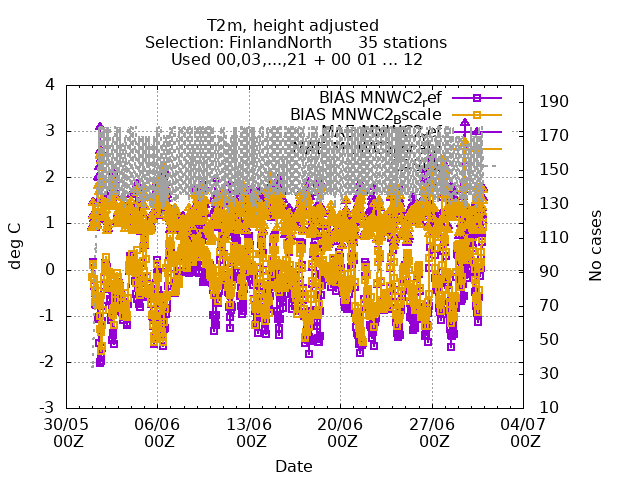 T2m, height adjusted
Selection: FinlandNorth 35 stations
Used 00,03,...,21 + 00 01 ... 12
BIAS MNWC2_ref
BIAS MNWC2_Bscale
4
3
2
1
0
-1
-2
-3
190
170
150
130
110
90
70
50
30
10
deg C
No cases
30/05 06/06 13/06 20/06 27/06 04/07
00Z 00Z 00Z 00Z 00Z 00Z
Date